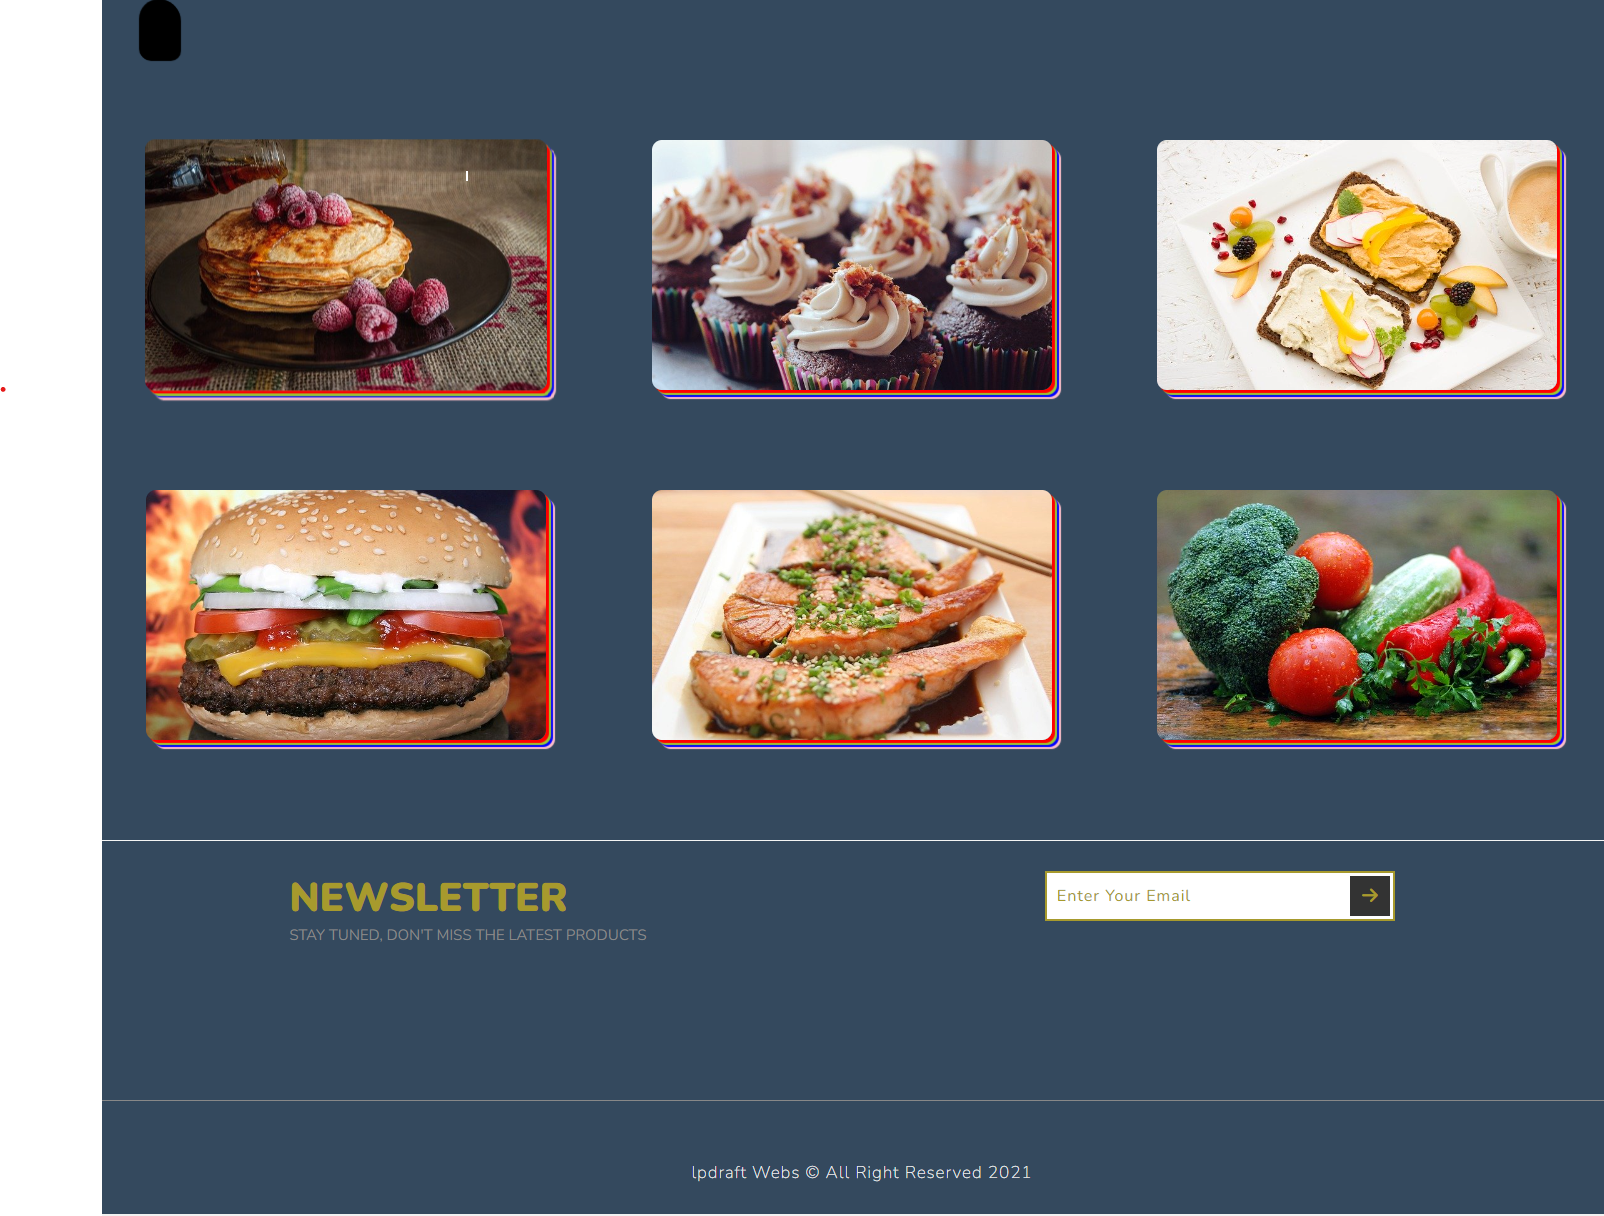 NEWSLETTER
STAY TUNED, DON'T MISS THE LATEST PRODUCTS
Enter Your Email
lpdraft Webs © All Right Reserved 2021